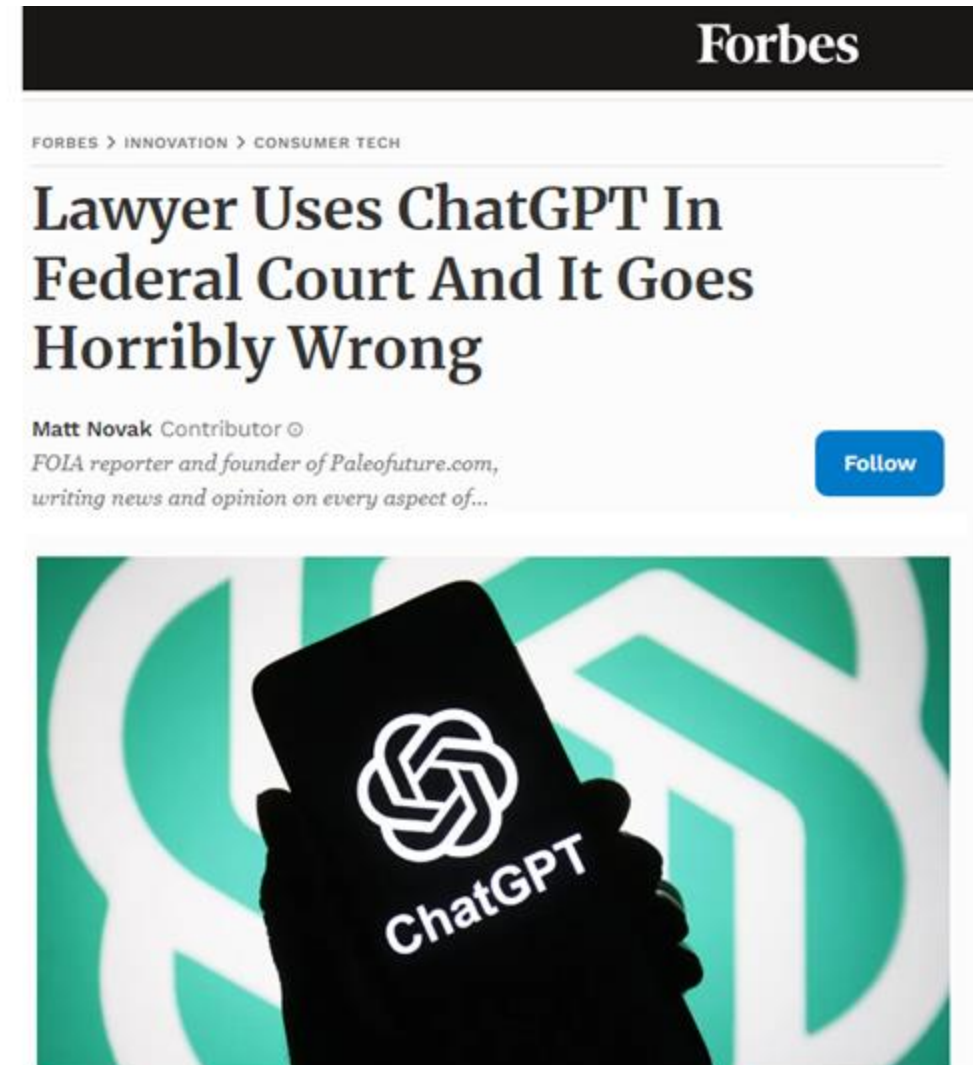 Forbes
FORBES > INNOVATION > CONSUMER TECH
Lawyer Uses ChatGPT In
Federal Court And It Goes
Horribly Wrong
Matt Novak Contributor
FOIA reporter and founder of Paleofuture.com,
writing news and opinion on every aspect of...
Follow
ChatGPT